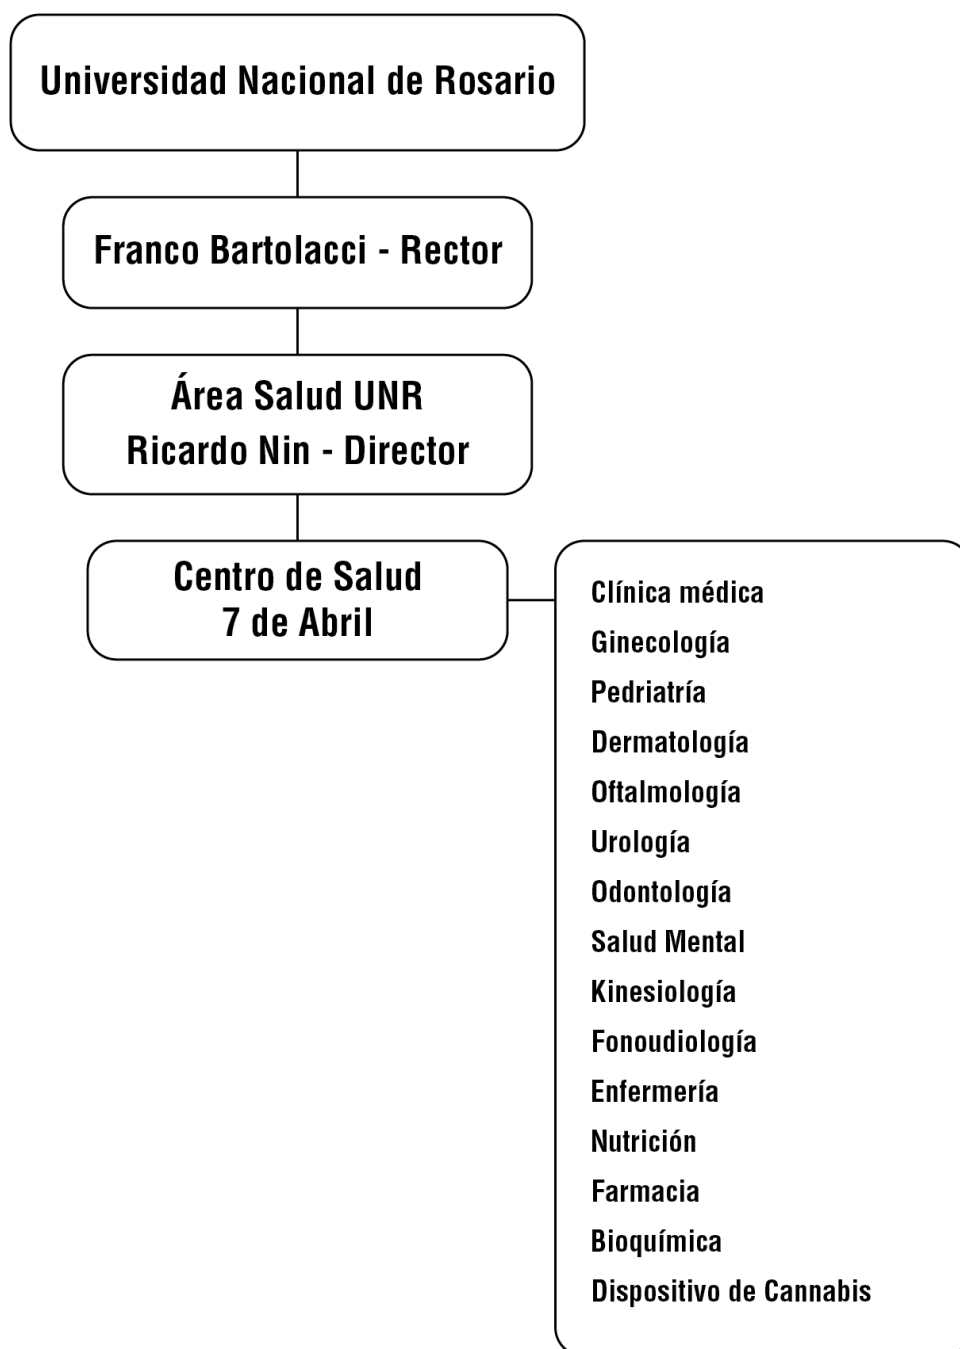 Universidad Nacional de Rosario
Franco Bartolacci - Rector
Área Salud UNR
Ricardo Nin - Director
Centro de Salud
7 de Abril
Clínica médica
Ginecología
Pedriatría
Dermatología
Oftalmología
Urología
Odontología
Salud Mental
Kinesiología
Fonoudiología
Enfermería
Nutrición
Farmacia
Bioquímica
Dispositivo de Cannabis